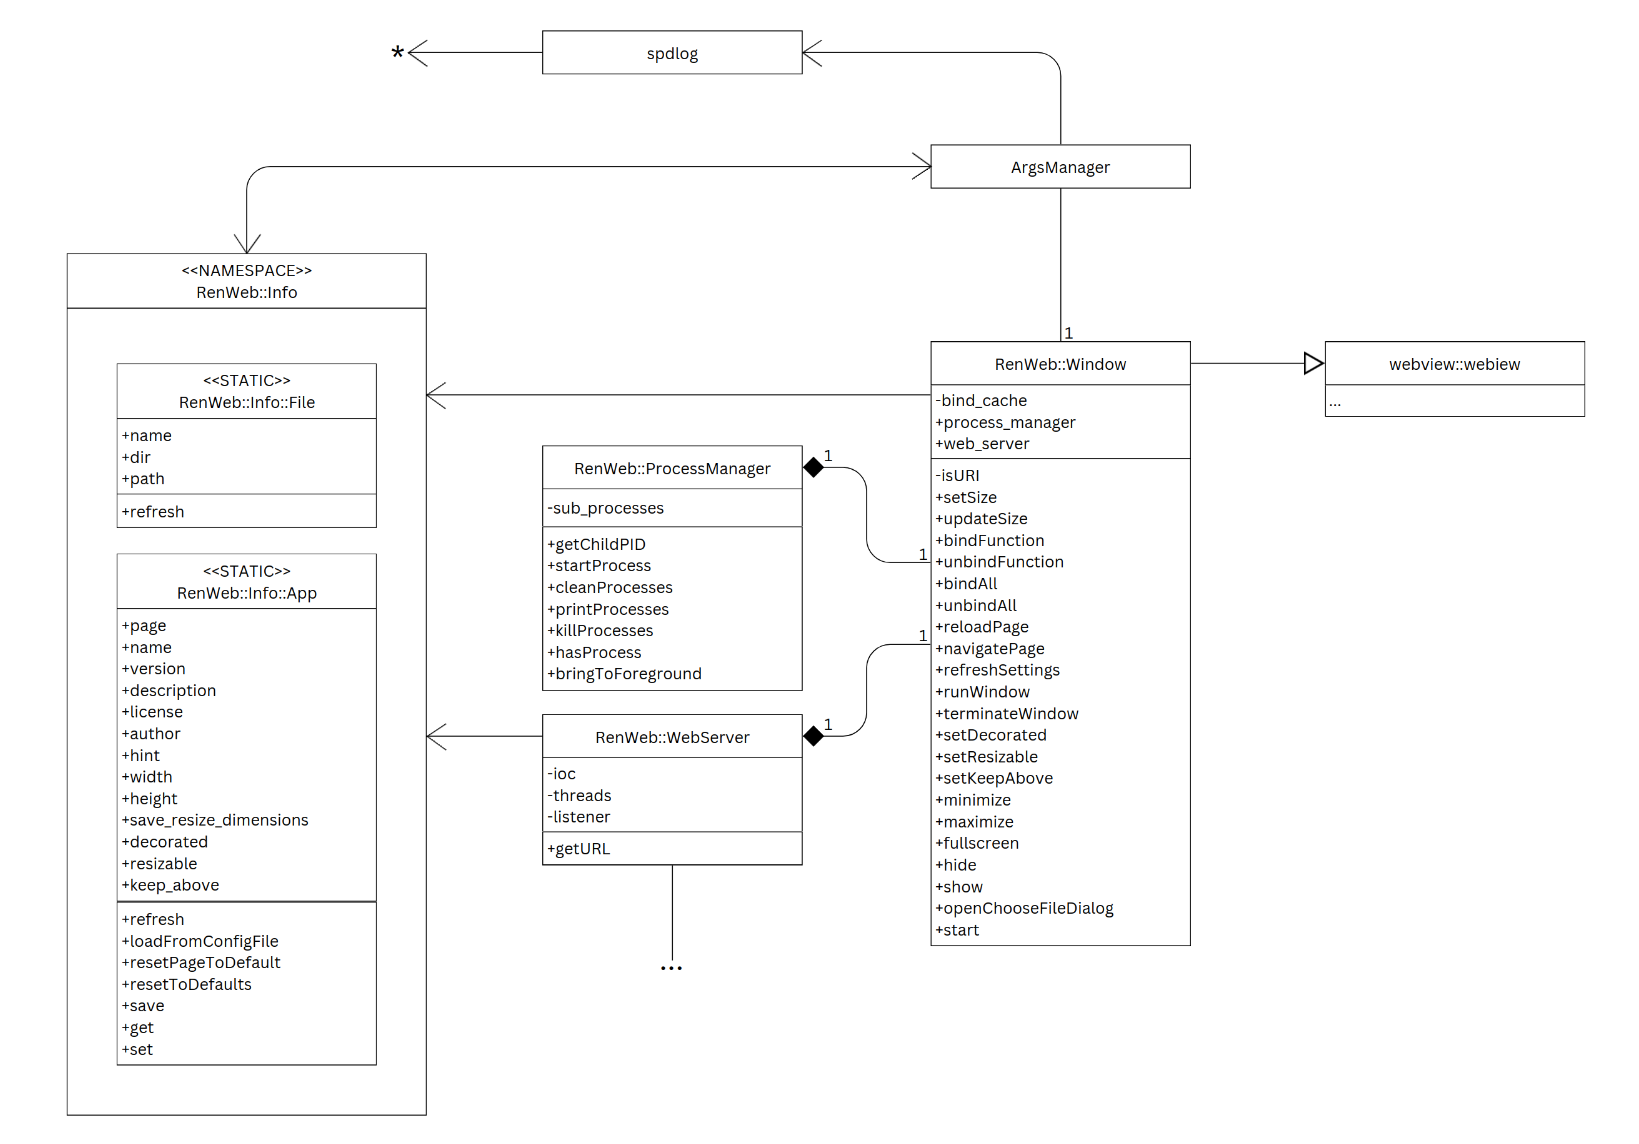 *
spdlog
ArgsManager
<<NAMESPACE>>
RenWeb::Info
<<STATIC>>
RenWeb::Info::File
+name
+dir
+path
+refresh
<<STATIC>>
RenWeb::Info::App
+page
+name
+version
+description
+license
+author
+hint
+width
+height
+save_resize_dimensions
+decorated
+resizable
+keep_above
+refresh
+loadFromConfigFile
+resetPageToDefault
+resetToDefaults
+save
+get
+set
RenWeb::ProcessManager
1
-sub_processes
+getChildPID
+startProcess
+cleanProcesses
+printProcesses
+killProcesses
+hasProcess
+bringToForeground
RenWeb::WebServer
1
-ioc
-threads
-listener
+getURL
...
1
RenWeb::Window
-bind_cache
+process_manager
+web_server
-isURI
+setSize
+updateSize
+bindFunction
1
+unbindFunction
+bindAll
+unbindAll
+reloadPage
1
+navigatePage
+refreshSettings
+runWindow
+terminateWindow
+setDecorated
+setResizable
+setKeepAbove
+minimize
+maximize
+fullscreen
+hide
+show
+openChooseFileDialog
+start
webview::webiew
...